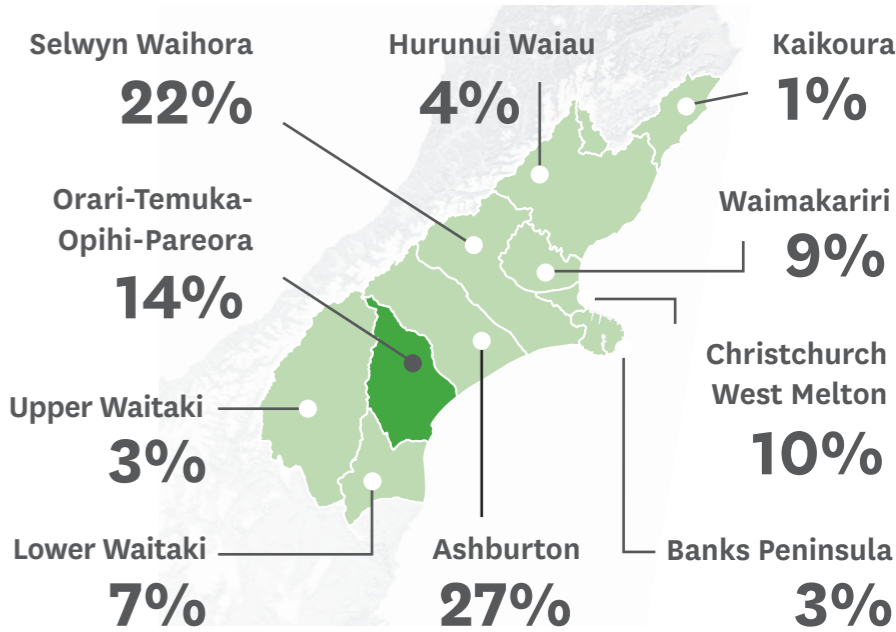 Selwyn Waihora
22%
Hurunui Waiau
4%
Kaikoura
1%
Orari-Temuka-
Opihi-Pareora
14%
Waimakariri
9%
Christchurch
West Melton
10%
Upper Waitaki
3%
Lower Waitaki
7%
Ashburton
27%
Banks Peninsula
3%